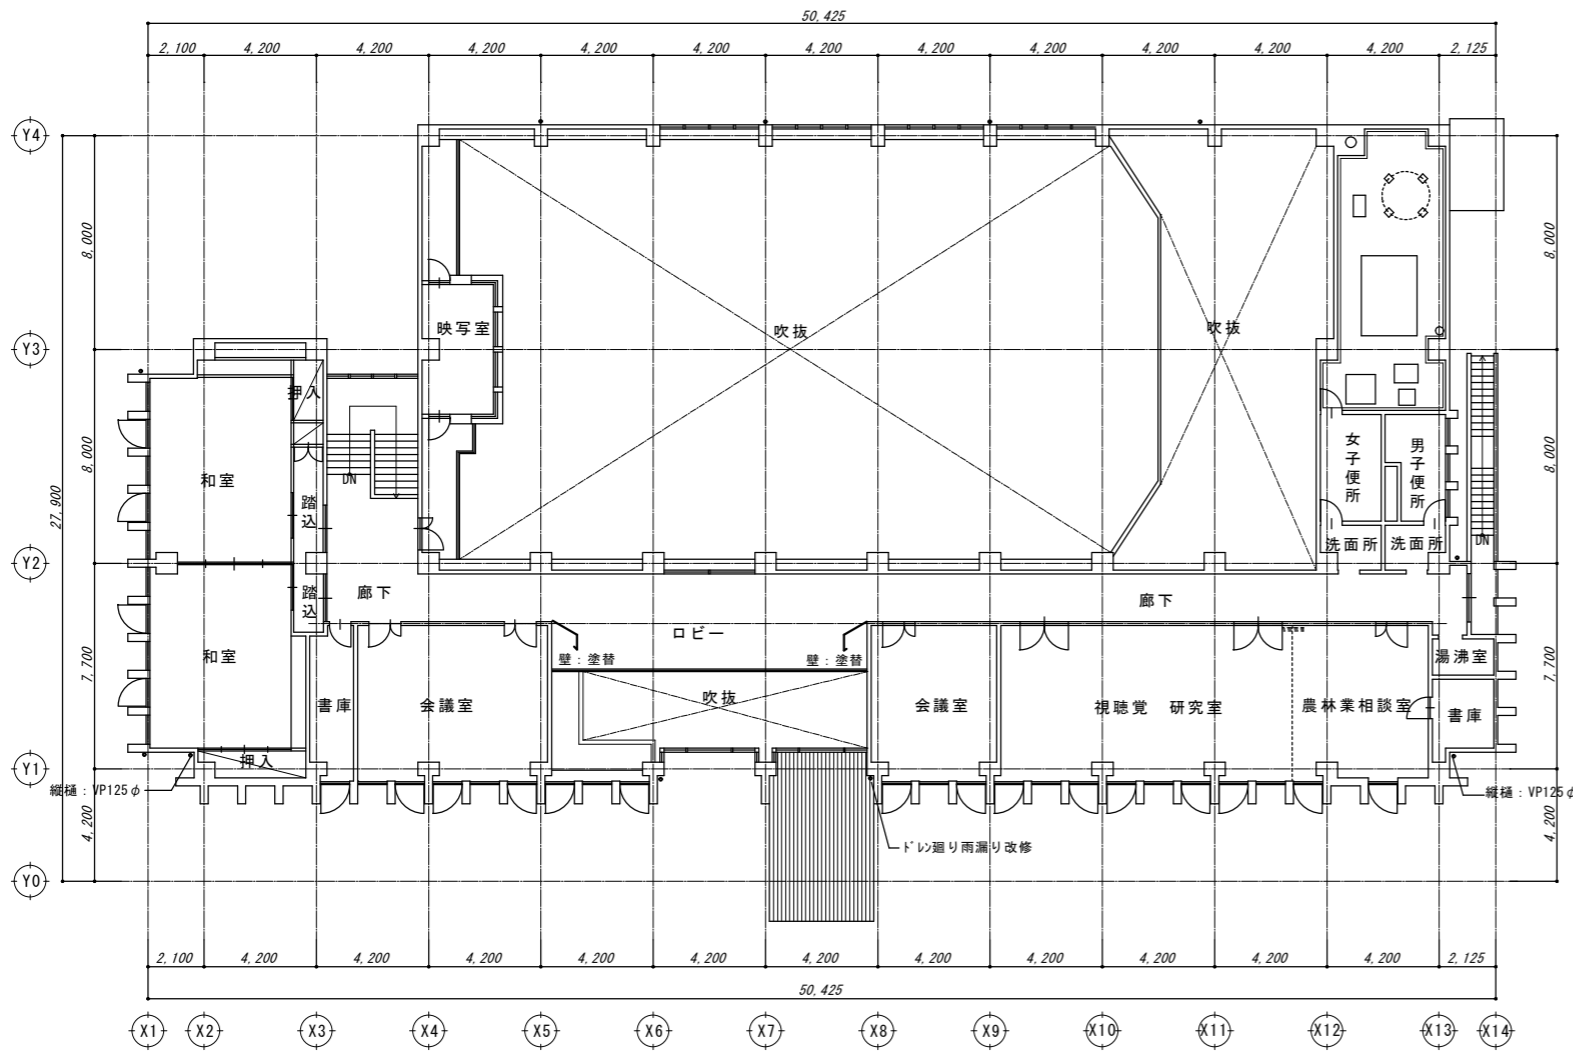 50,425
2,100 4,200 4,200 4,200 4,200 4,200 4,200 4,200 4,200 4,200 4,200 4,200 2,125
Y4
8,000
8,000
映写室
吹抜
吹抜
Y3
押入
27,900
8,000
8,000
和室
踏込
DN
女子便所
男子便所
洗面所
洗面所
DN
Y2
踏込
廊下
廊下
ロビー
壁：塗替
壁：塗替
和室
7,700
7,700
湯沸室
書庫
会議室
吹抜
会議室
視聴覚 研究室
農林業相談室
書庫
押入
Y1
縦樋：VP125φ
縦樋：VP125φ
4,200
4,200
ドレン廻り雨漏り改修
Y0
2,100 4,200 4,200 4,200 4,200 4,200 4,200 4,200 4,200 4,200 4,200 4,200 2,125
50,425
X1 X2 X3 X4 X5 X6 X7 X8 X9 X10 X11 X12 X13 X14